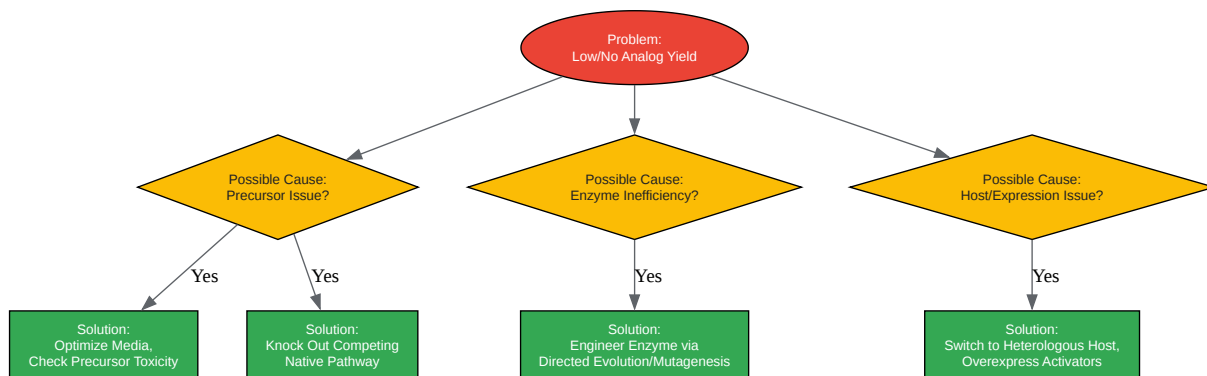 Problem:
Low/No Analog Yield
Possible Cause:
Precursor Issue?
Possible Cause:
Enzyme Inefficiency?
Possible Cause:
Host/Expression Issue?
Yes
Yes
Yes
Yes
Solution:
Optimize Media,
Check Precursor Toxicity
Solution:
Knock Out Competing
Native Pathway
Solution:
Engineer Enzyme via
Directed Evolution/Mutagenesis
Solution:
Switch to Heterologous Host,
Overexpress Activators